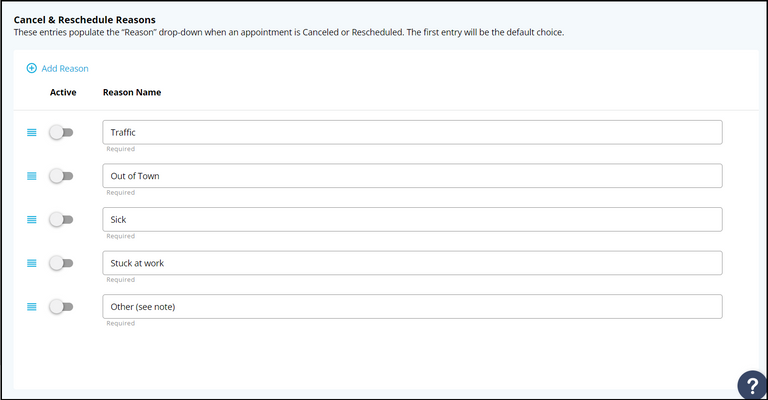 Cancel & Reschedule Reasons
These entries populate the “Reason” drop-down when an appointment is Canceled or Rescheduled. The first entry will be the default choice.
Add Reason
Active Reason Name
Traffic
Required
Out of Town
Required
Sick
Required
Stuck at work
Required
Other (see note)
Required
?